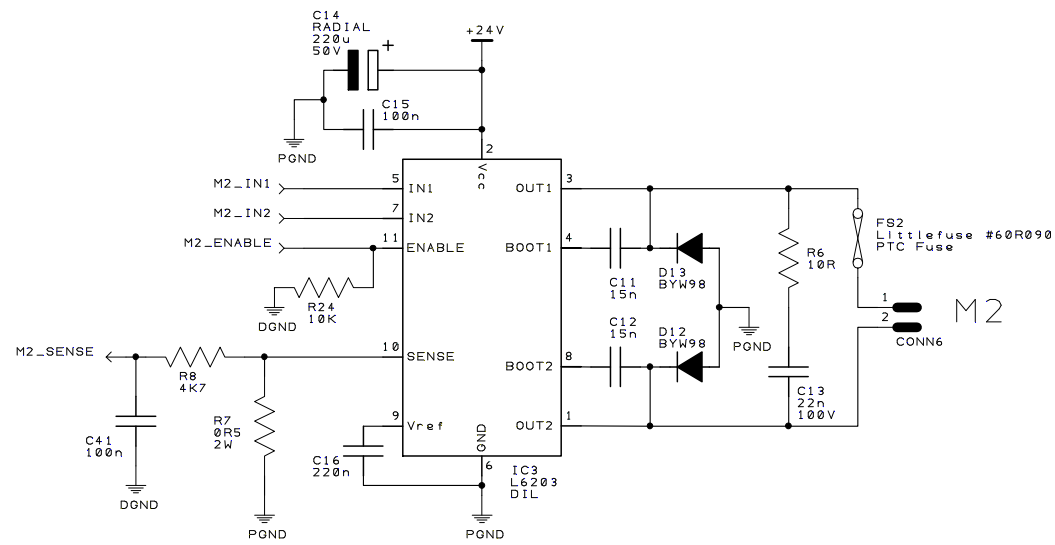 C14
RADIAL
220u
50V
+
+24V
C15
100n
PGND
2
Vcc
M2_IN1
5
IN1
OUT1
3
M2_IN2
7
IN2
M2_ENABLE
11
ENABLE
BOOT1
4
C11
15n
D13
BYW98
R6
10R
FS2
Littlefuse #60R090
PTC Fuse
R24
10K
DGND
1
2
M2
CONN6
C12
15n
D12
BYW98
PGND
M2_SENSE
10
SENSE
BOOT2
8
R8
4K7
C13
22n
100V
R7
0R5
2W
9
Vref
OUT2
1
C41
100n
C16
220n
GND
6
IC3
L6203
DIL
DGND
PGND
PGND